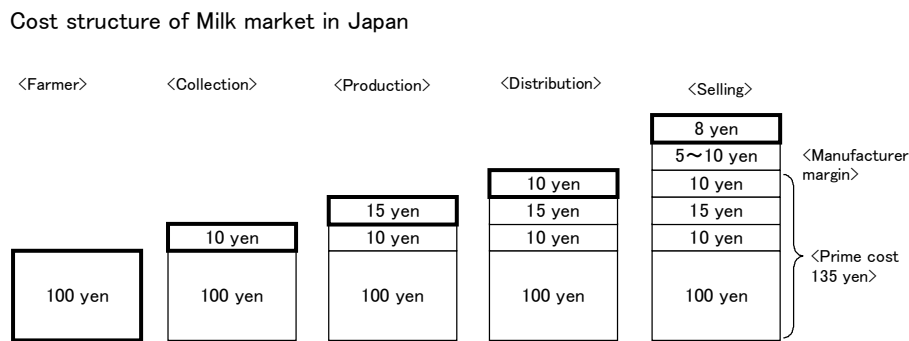 Cost structure of Milk market in Japan
<Farmer>
<Collection>
<Production>
<Distribution>
<Selling>
8 yen
5～10 yen
<Manufacturer
margin>
10 yen
10 yen
15 yen
15 yen
15 yen
10 yen
10 yen
10 yen
10 yen
<Prime cost
135 yen>
100 yen
100 yen
100 yen
100 yen
100 yen